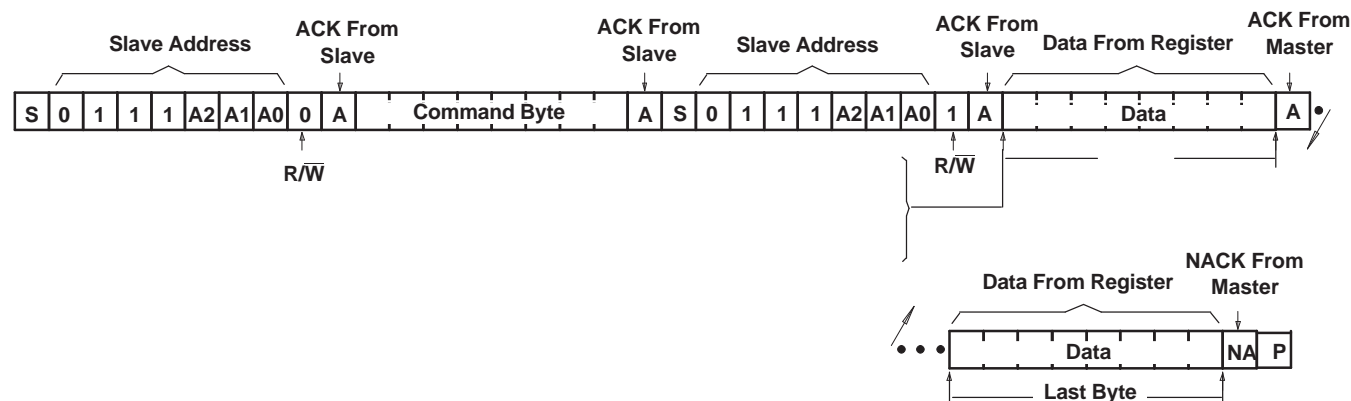 Slave Address
ACK From
Slave
ACK From
Slave
Slave Address
ACK From
Slave
Data From Register
ACK From
Master
S 0 1 1 1 A2 A1 A0 0 A Command Byte A S 0 1 1 1 A2 A1 A0 1 A Data A
R/W̅
R/W̅
Data From Register
NACK From
Master
Data NA P
Last Byte